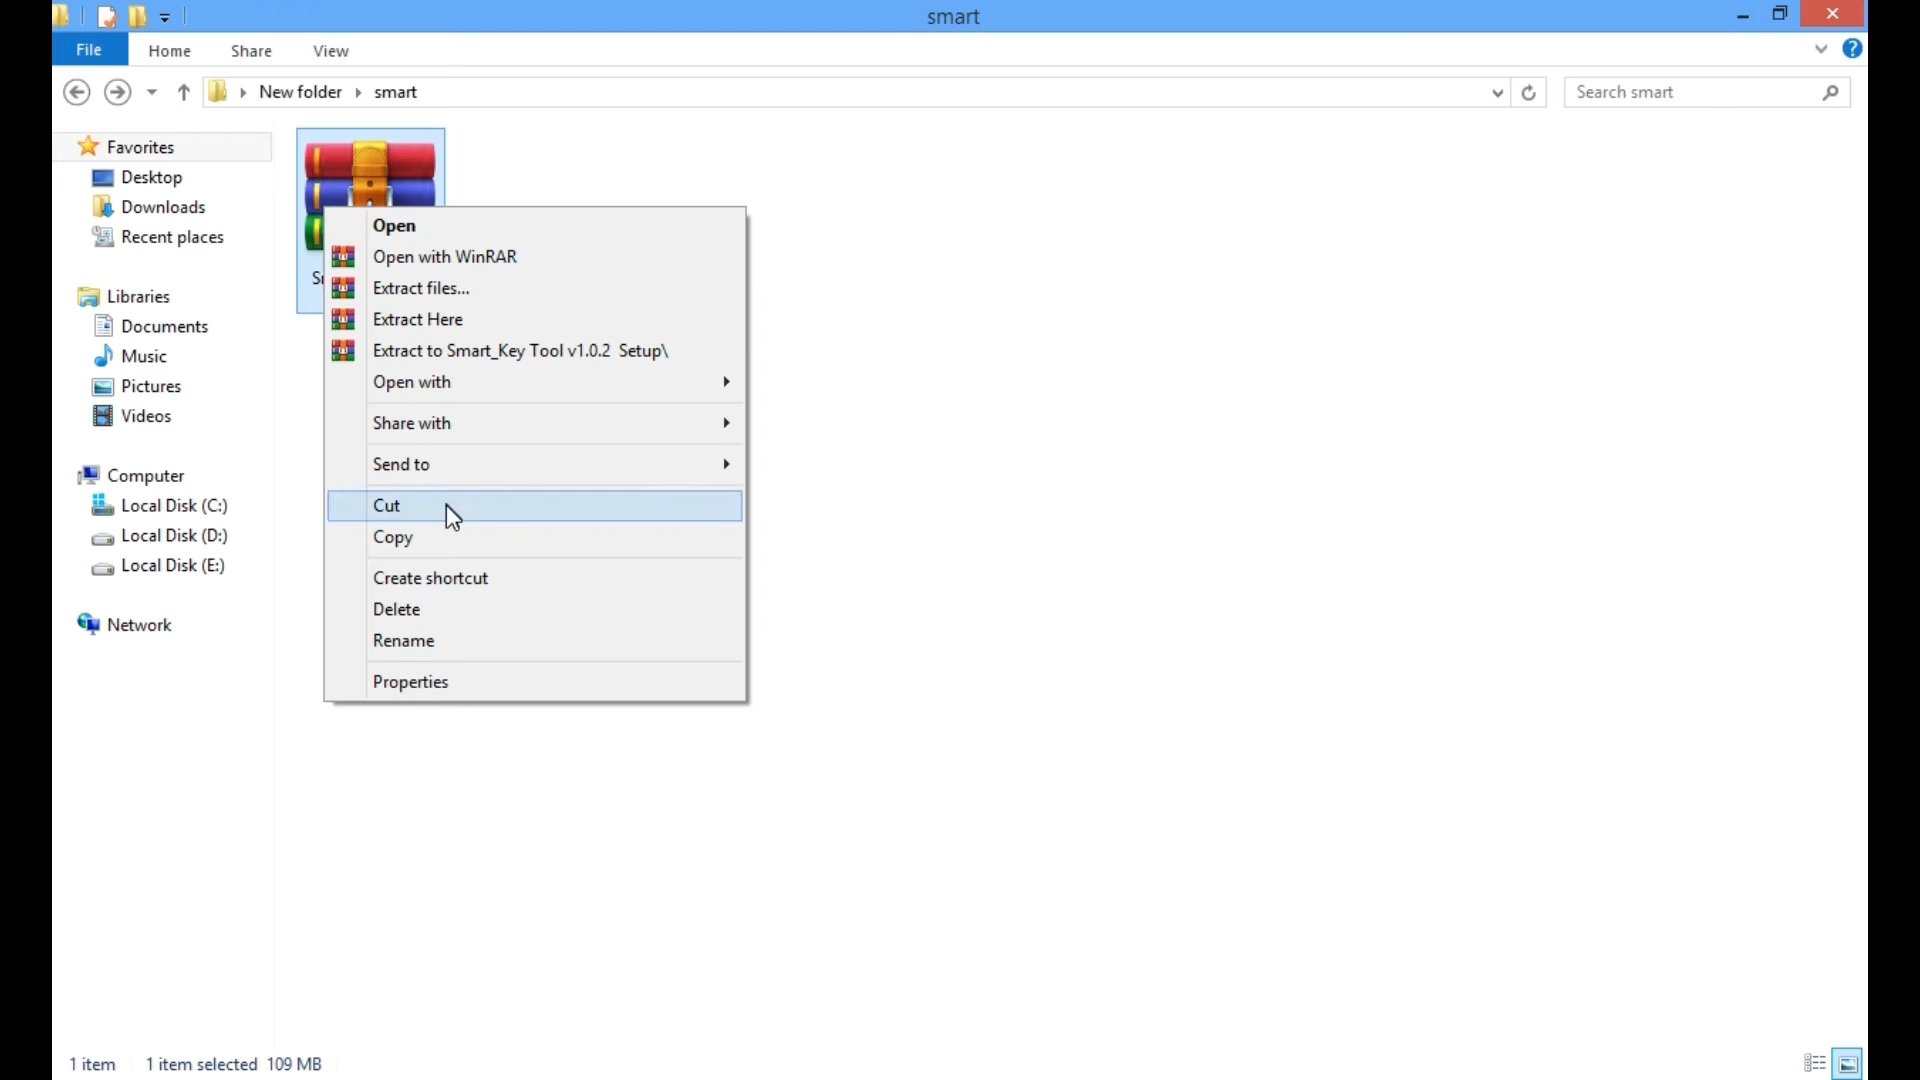 smart
File Home Share View
New folder smart
Search smart
Favorites
Desktop
Downloads
Recent places
Libraries
Documents
Music
Pictures
Videos
Computer
Local Disk (C:)
Local Disk (D:)
Local Disk (E:)
Network
Open
Open with WinRAR
Extract files...
Extract Here
Extract to Smart_Key Tool v1.0.2 Setup\
Open with
Share with
Send to
Cut
Copy
Create shortcut
Delete
Rename
Properties
1 item 1 item selected 109 MB